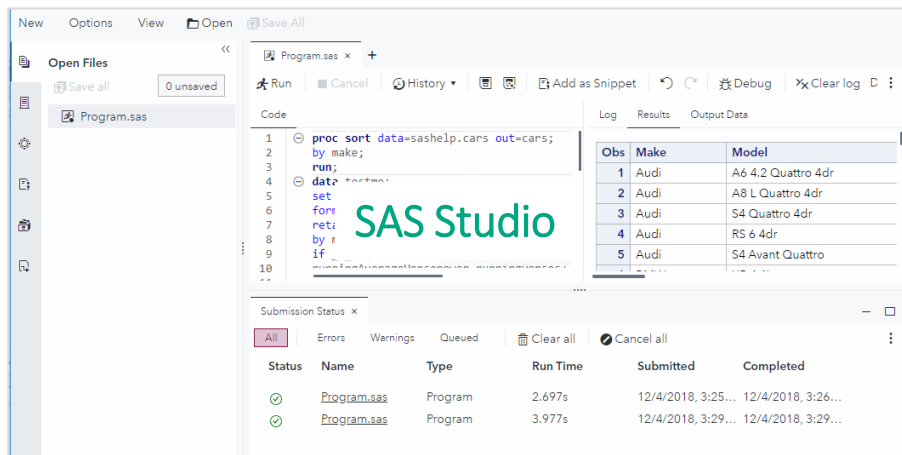 New Options View Open Save All
«
Open Files
Save all 0 unsaved
Program.sas
Program.sas × +
Run Cancel History Add as Snippet Debug Clear log D
Code
1 proc sort data=sashelp.cars out=cars;
2 by make;
3 run;
4 data testmo;
5 set
6 form
7 reta
8 by m
9 if
10
SAS Studio
Log Results Output Data
Obs Make Model
1 Audi A6 4.2 Quattro 4dr
2 Audi A8 L Quattro 4dr
3 Audi S4 Quattro 4dr
4 Audi RS 6 4dr
5 Audi S4 Avant Quattro
Submission Status ×
All Errors Warnings Queued Clear all Cancel all
Status Name Type Run Time Submitted Completed
Program.sas Program 2.697s 12/4/2018, 3:25... 12/4/2018, 3:26...
Program.sas Program 3.977s 12/4/2018, 3:29... 12/4/2018, 3:29...